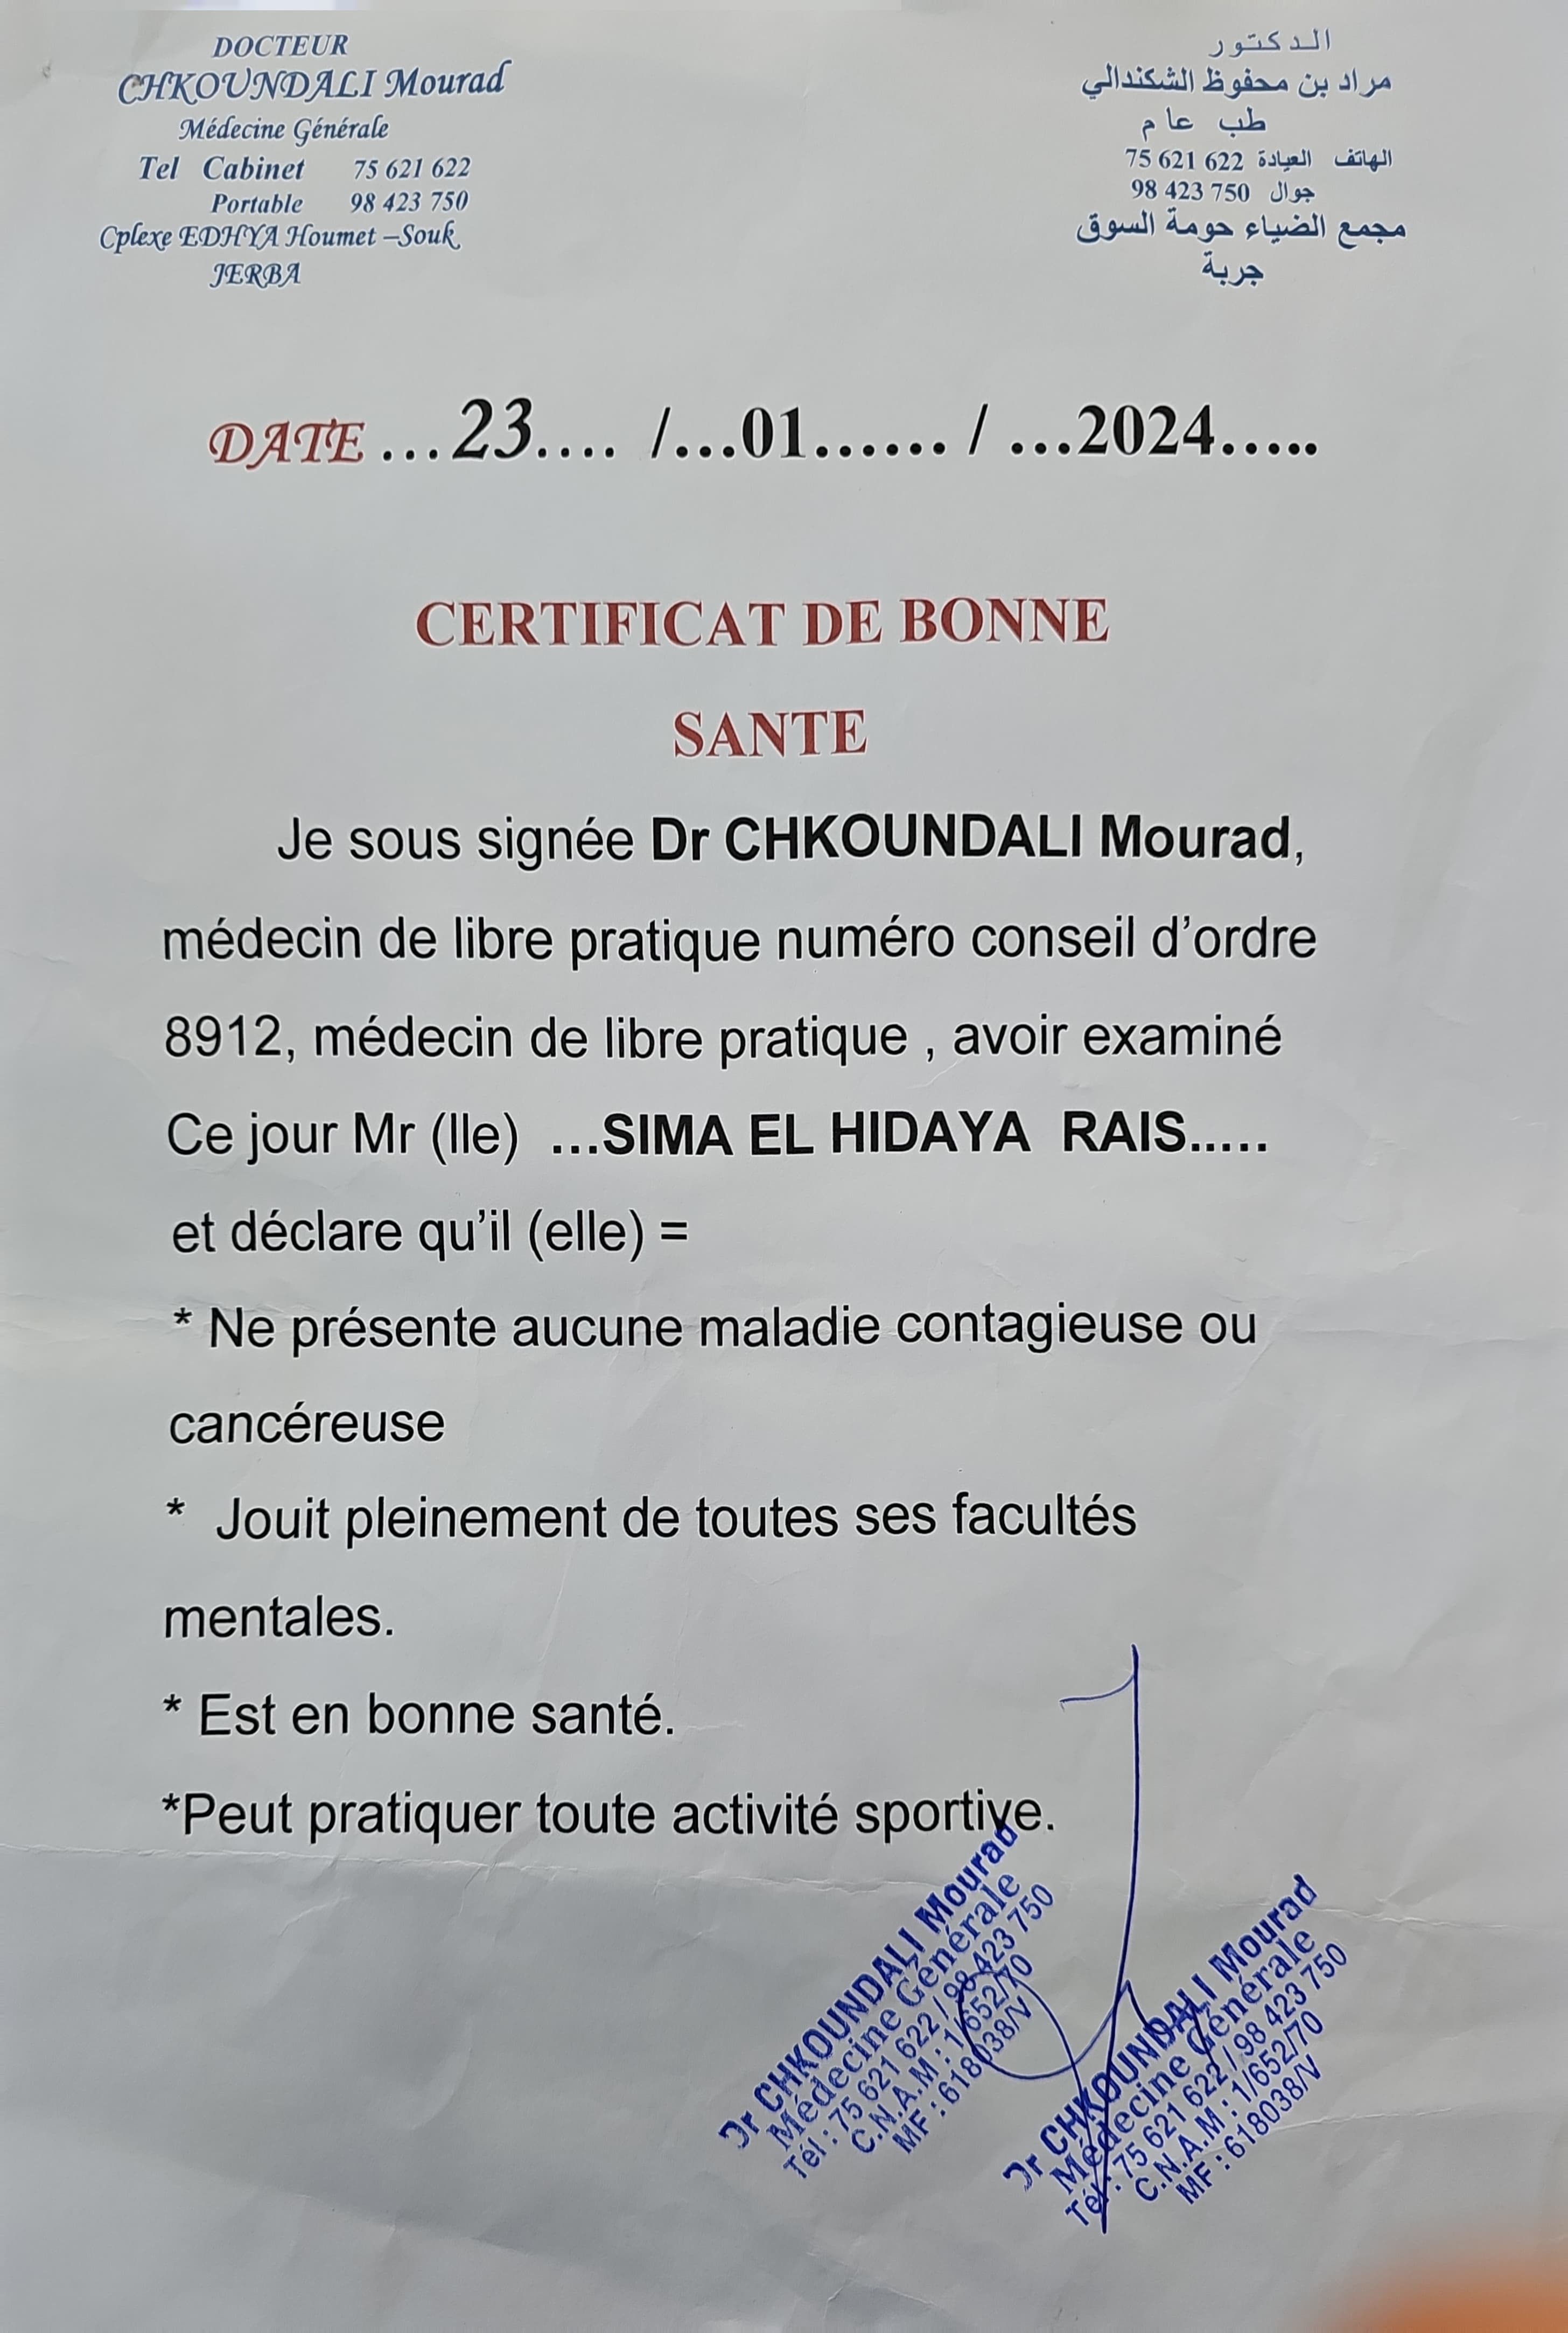 DOCTEUR
CHKOUNDALI Mourad
Médecine Générale
Tel Cabinet 75 621 622
Portable 98 423 750
Cplexe EDHYA Houmet –Souk
JERBA
الدكتور
مراد بن محفوظ الشكندالي
طب عام
الهاتف العيادة 75 621 622
جوال 98 423 750
مجمع الضياء حومة السوق
جربة
DATE ...23.... /...01...... / ...2024.....
CERTIFICAT DE BONNE
SANTE
Je sous signée Dr CHKOUNDALI Mourad,
médecin de libre pratique numéro conseil d’ordre
8912, médecin de libre pratique , avoir examiné
Ce jour Mr (lle) ...SIMA EL HIDAYA RAIS.....
et déclare qu’il (elle) =
* Ne présente aucune maladie contagieuse ou
cancéreuse
* Jouit pleinement de toutes ses facultés
mentales.
* Est en bonne santé.
*Peut pratiquer toute activité sportive.
Dr CHKOUNDALI Mourad
Médecine Générale
Tél : 75 621 622 / 98 423 750
C.N.A.M : 1/652/70
MF : 618038/V
Dr CHKOUNDALI Mourad
Médecine Générale
Tél : 75 621 622 / 98 423 750
C.N.A.M : 1/652/70
MF : 618038/V